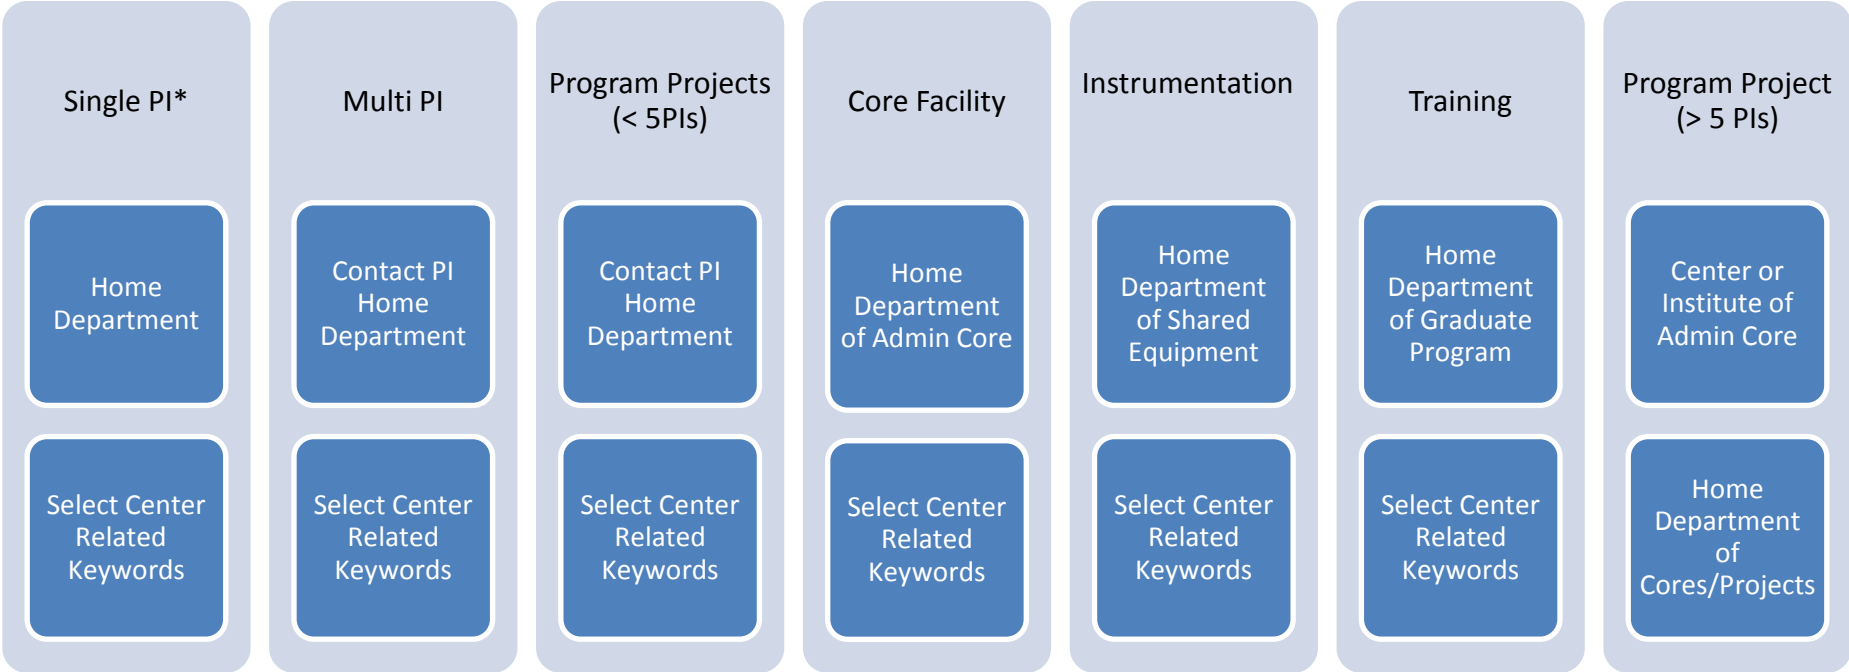 Single PI*
Home
Department
Select Center
Related
Keywords
Multi PI
Contact PI
Home
Department
Select Center
Related
Keywords
Program Projects
(< 5PIs)
Contact PI
Home
Department
Select Center
Related
Keywords
Core Facility
Home
Department
of Admin Core
Select Center
Related
Keywords
Instrumentation
Home
Department
of Shared
Equipment
Select Center
Related
Keywords
Training
Home
Department
of Graduate
Program
Select Center
Related
Keywords
Program Project
(> 5 PIs)
Center or
Institute of
Admin Core
Home
Department
of
Cores/Projects